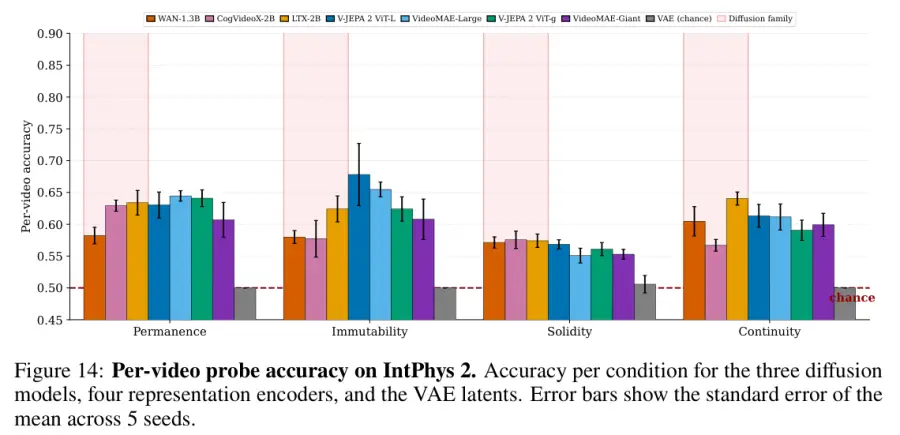 WAN-1.3B CogVideoX-2B LTX-2B V-JEPA 2 ViT-L VideoMAE-Large V-JEPA 2 ViT-g VideoMAE-Giant VAE (chance) Diffusion family
0.90
0.85
0.80
0.75
0.70
0.65
0.60
0.55
0.50
0.45
Per-video accuracy
chance
Permanence Immutability Solidity Continuity
Figure 14: Per-video probe accuracy on IntPhys 2. Accuracy per condition for the three diffusion
models, four representation encoders, and the VAE latents. Error bars show the standard error of the
mean across 5 seeds.